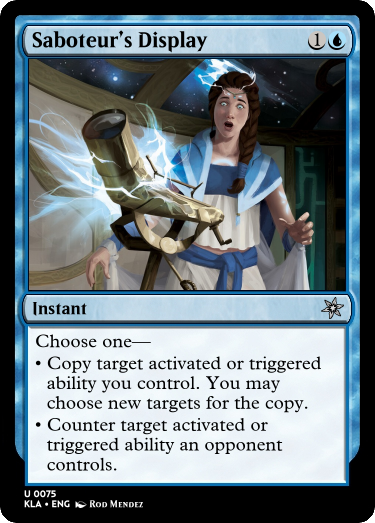 Saboteur's Display 1
Instant
Choose one—
• Copy target activated or triggered
ability you control. You may
choose new targets for the copy.
• Counter target activated or
triggered ability an opponent
controls.
U 0075
KLA • ENG Rod Mendez